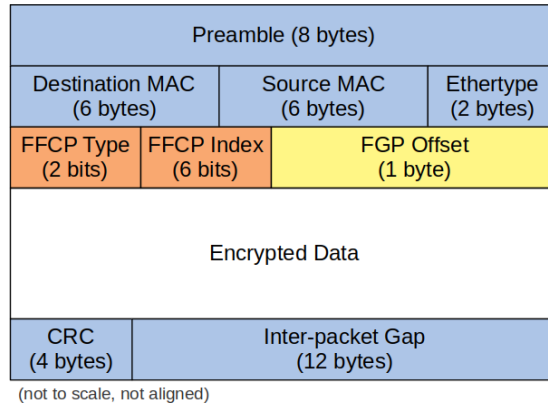 Preamble (8 bytes)
Destination MAC
(6 bytes)
Source MAC
(6 bytes)
Ethertype
(2 bytes)
FFCP Type
(2 bits)
FFCP Index
(6 bits)
FGP Offset
(1 byte)
Encrypted Data
CRC
(4 bytes)
Inter-packet Gap
(12 bytes)
(not to scale, not aligned)